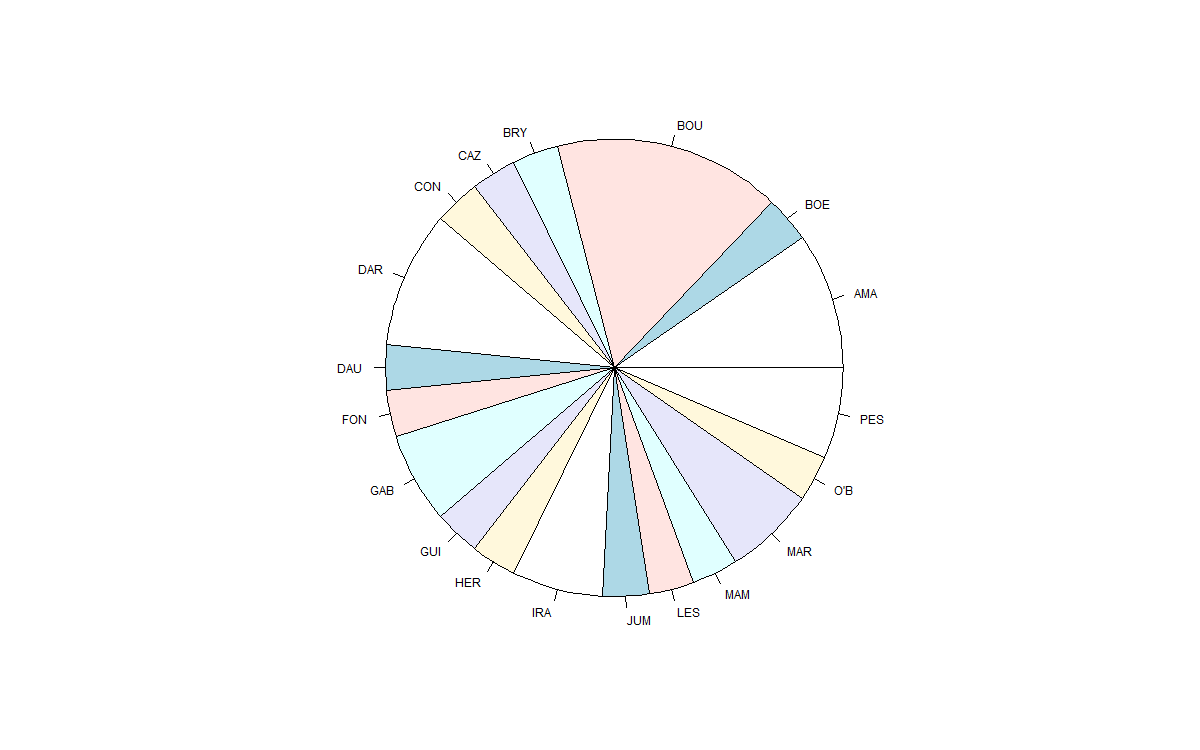 BOU
BRY
CAZ
CON
BOE
DAR
AMA
DAU
FON
PES
GAB
O'B
GUI
MAR
HER
MAM
IRA
LES
JUM